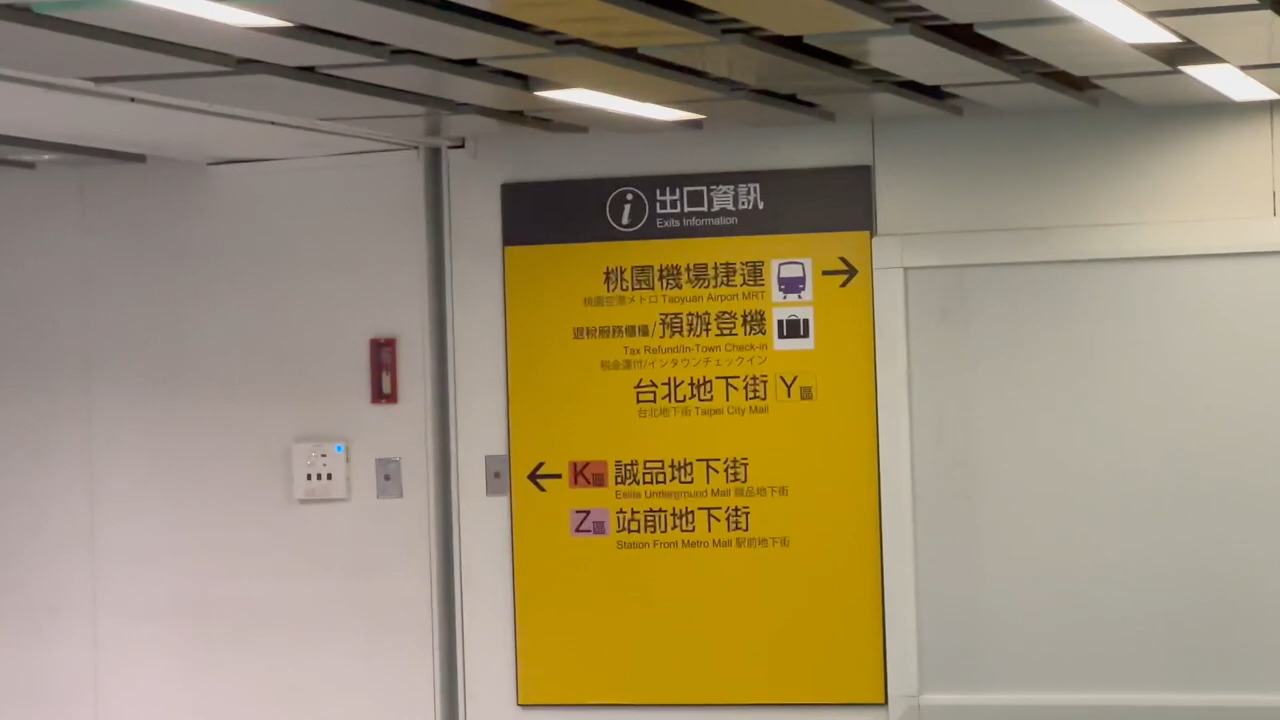 i 出口資訊
Exits Information
桃園機場捷運 →
桃園空港メトロ Taoyuan Airport MRT
退稅服務櫃檯/預辦登機
Tax Refund/In-Town Check-in
税金還付/インタウンチェックイン
台北地下街 Y區
台北地下街 Taipei City Mall
← K區 誠品地下街
Eslite Underground Mall 誠品地下街
Z區 站前地下街
Station Front Metro Mall 駅前地下街